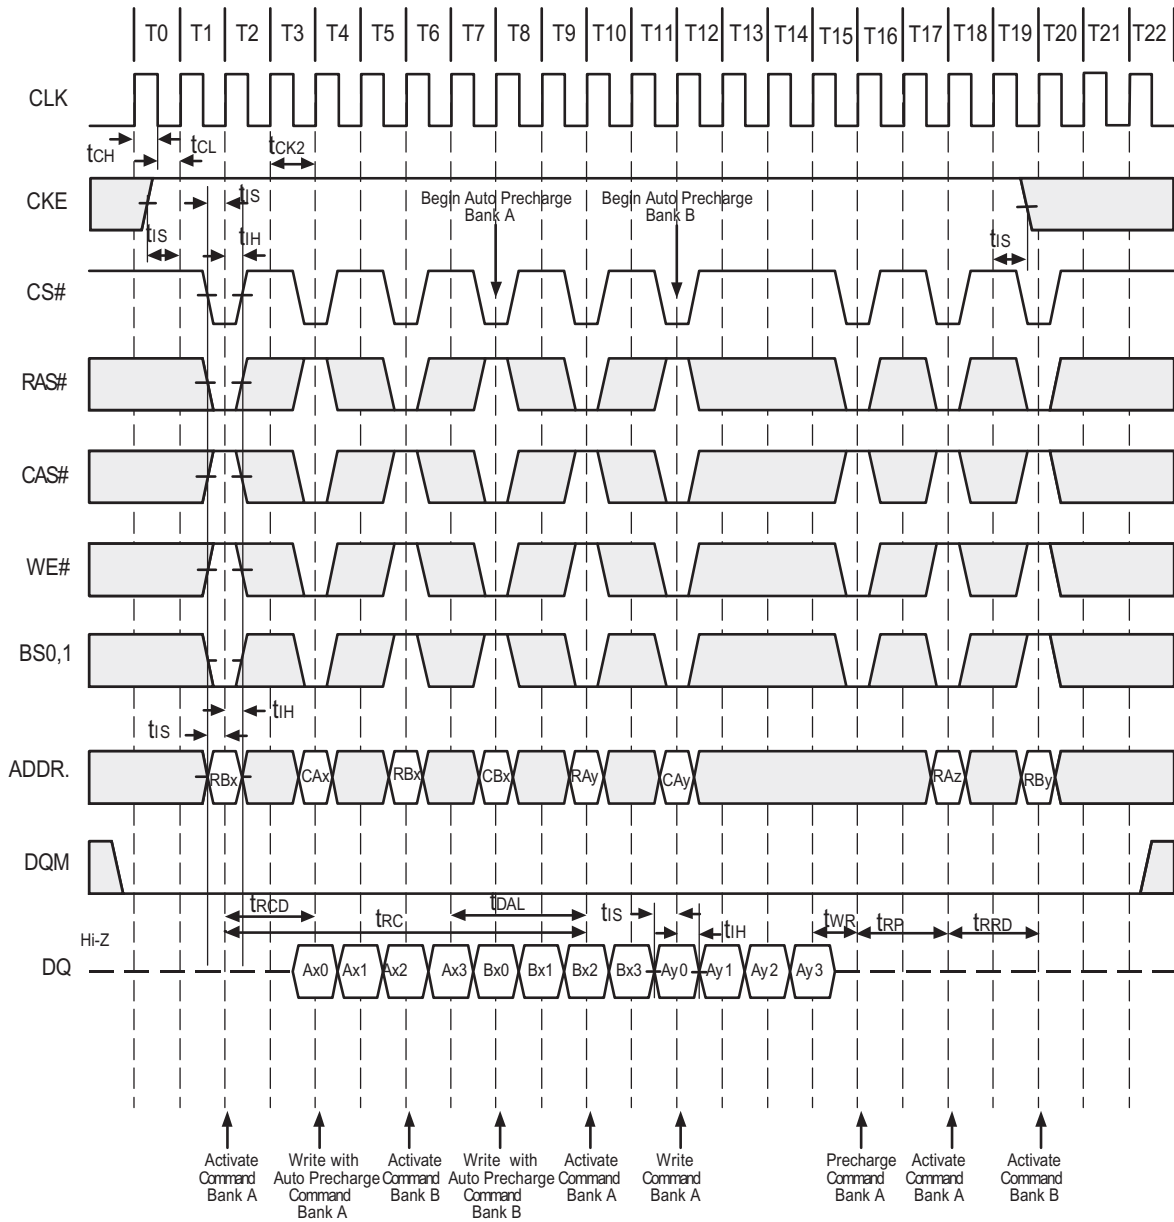 T0 T1 T2 T3 T4 T5 T6 T7 T8 T9 T10 T11 T12 T13 T14 T15 T16 T17 T18 T19 T20 T21 T22
CLK
tCH tCL tCK2
CKE
tIS
Begin Auto Precharge
Bank A
Begin Auto Precharge
Bank B
tIS tIH tIS
CS#
RAS#
CAS#
WE#
BS0,1
tIH
tIS
ADDR.
RBx CAx RBx CBx RAy CAy RAz RBy
DQM
tRCD tRC tDAL tIS tIH tWR tRP tRRD
Hi-Z
DQ
Ax0 Ax1 Ax2 Ax3 Bx0 Bx1 Bx2 Bx3 Ay0 Ay1 Ay2 Ay3
Activate
Command
Bank A
Write with
Auto Precharge
Command
Bank A
Activate
Command
Bank B
Write with
Auto Precharge
Command
Bank B
Activate
Command
Bank A
Write
Command
Bank A
Precharge
Command
Bank A
Activate
Command
Bank A
Activate
Command
Bank B